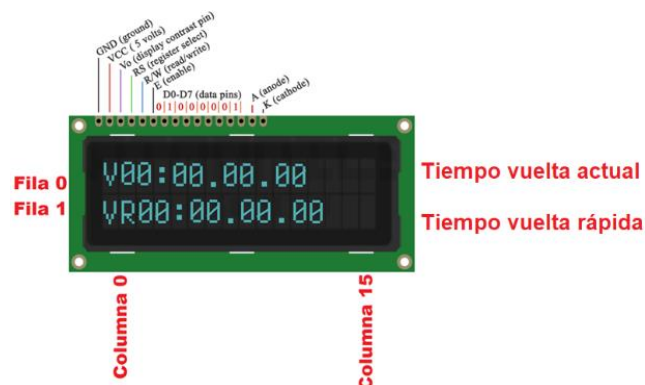 GND (ground)
VCC ( 5 volts)
Vo (display contrast pin)
RS (register select)
R/W (read/write)
E (enable)
D0-D7 (data pins)
0|1|0|0|0|0|0|1|
A (anode)
K (cathode)
Fila 0
V00:00.00.00
Tiempo vuelta actual
Fila 1
VR00:00.00.00
Tiempo vuelta rápida
Columna 0
Columna 15